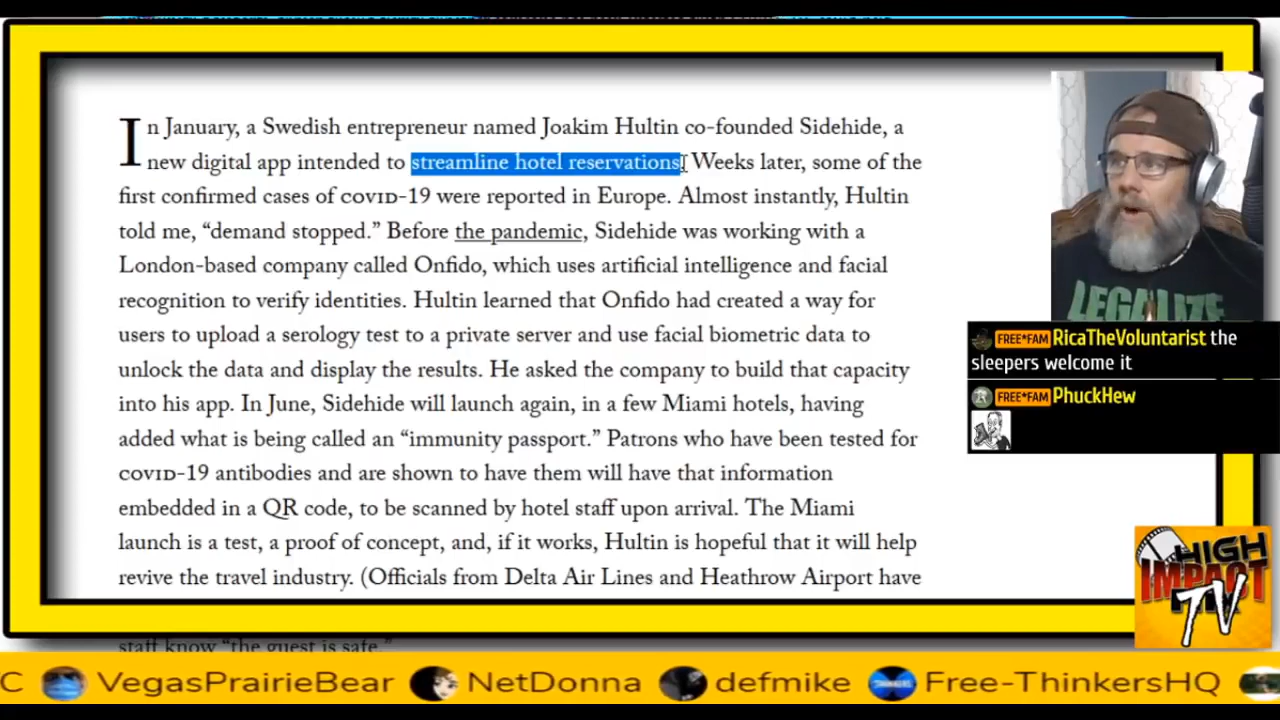 In January, a Swedish entrepreneur named Joakim Hultin co-founded Sidehide, a
new digital app intended to streamline hotel reservations. Weeks later, some of the
first confirmed cases of COVID-19 were reported in Europe. Almost instantly, Hultin
told me, “demand stopped.” Before the pandemic, Sidehide was working with a
London-based company called Onfido, which uses artificial intelligence and facial
recognition to verify identities. Hultin learned that Onfido had created a way for
users to upload a serology test to a private server and use facial biometric data to
unlock the data and display the results. He asked the company to build that capacity
into his app. In June, Sidehide will launch again, in a few Miami hotels, having
added what is being called an “immunity passport.” Patrons who have been tested for
COVID-19 antibodies and are shown to have them will have that information
embedded in a QR code, to be scanned by hotel staff upon arrival. The Miami
launch is a test, a proof of concept, and, if it works, Hultin is hopeful that it will help
revive the travel industry. (Officials from Delta Air Lines and Heathrow Airport have
staff know “the guest is safe.”
LEGALIZE
FREE*FAM RicaTheVoluntarist the
sleepers welcome it
FREE*FAM PhuckHew
HIGH
IMPACT
TV
C VegasPrairieBear NetDonna defmike Free-ThinkersHQ